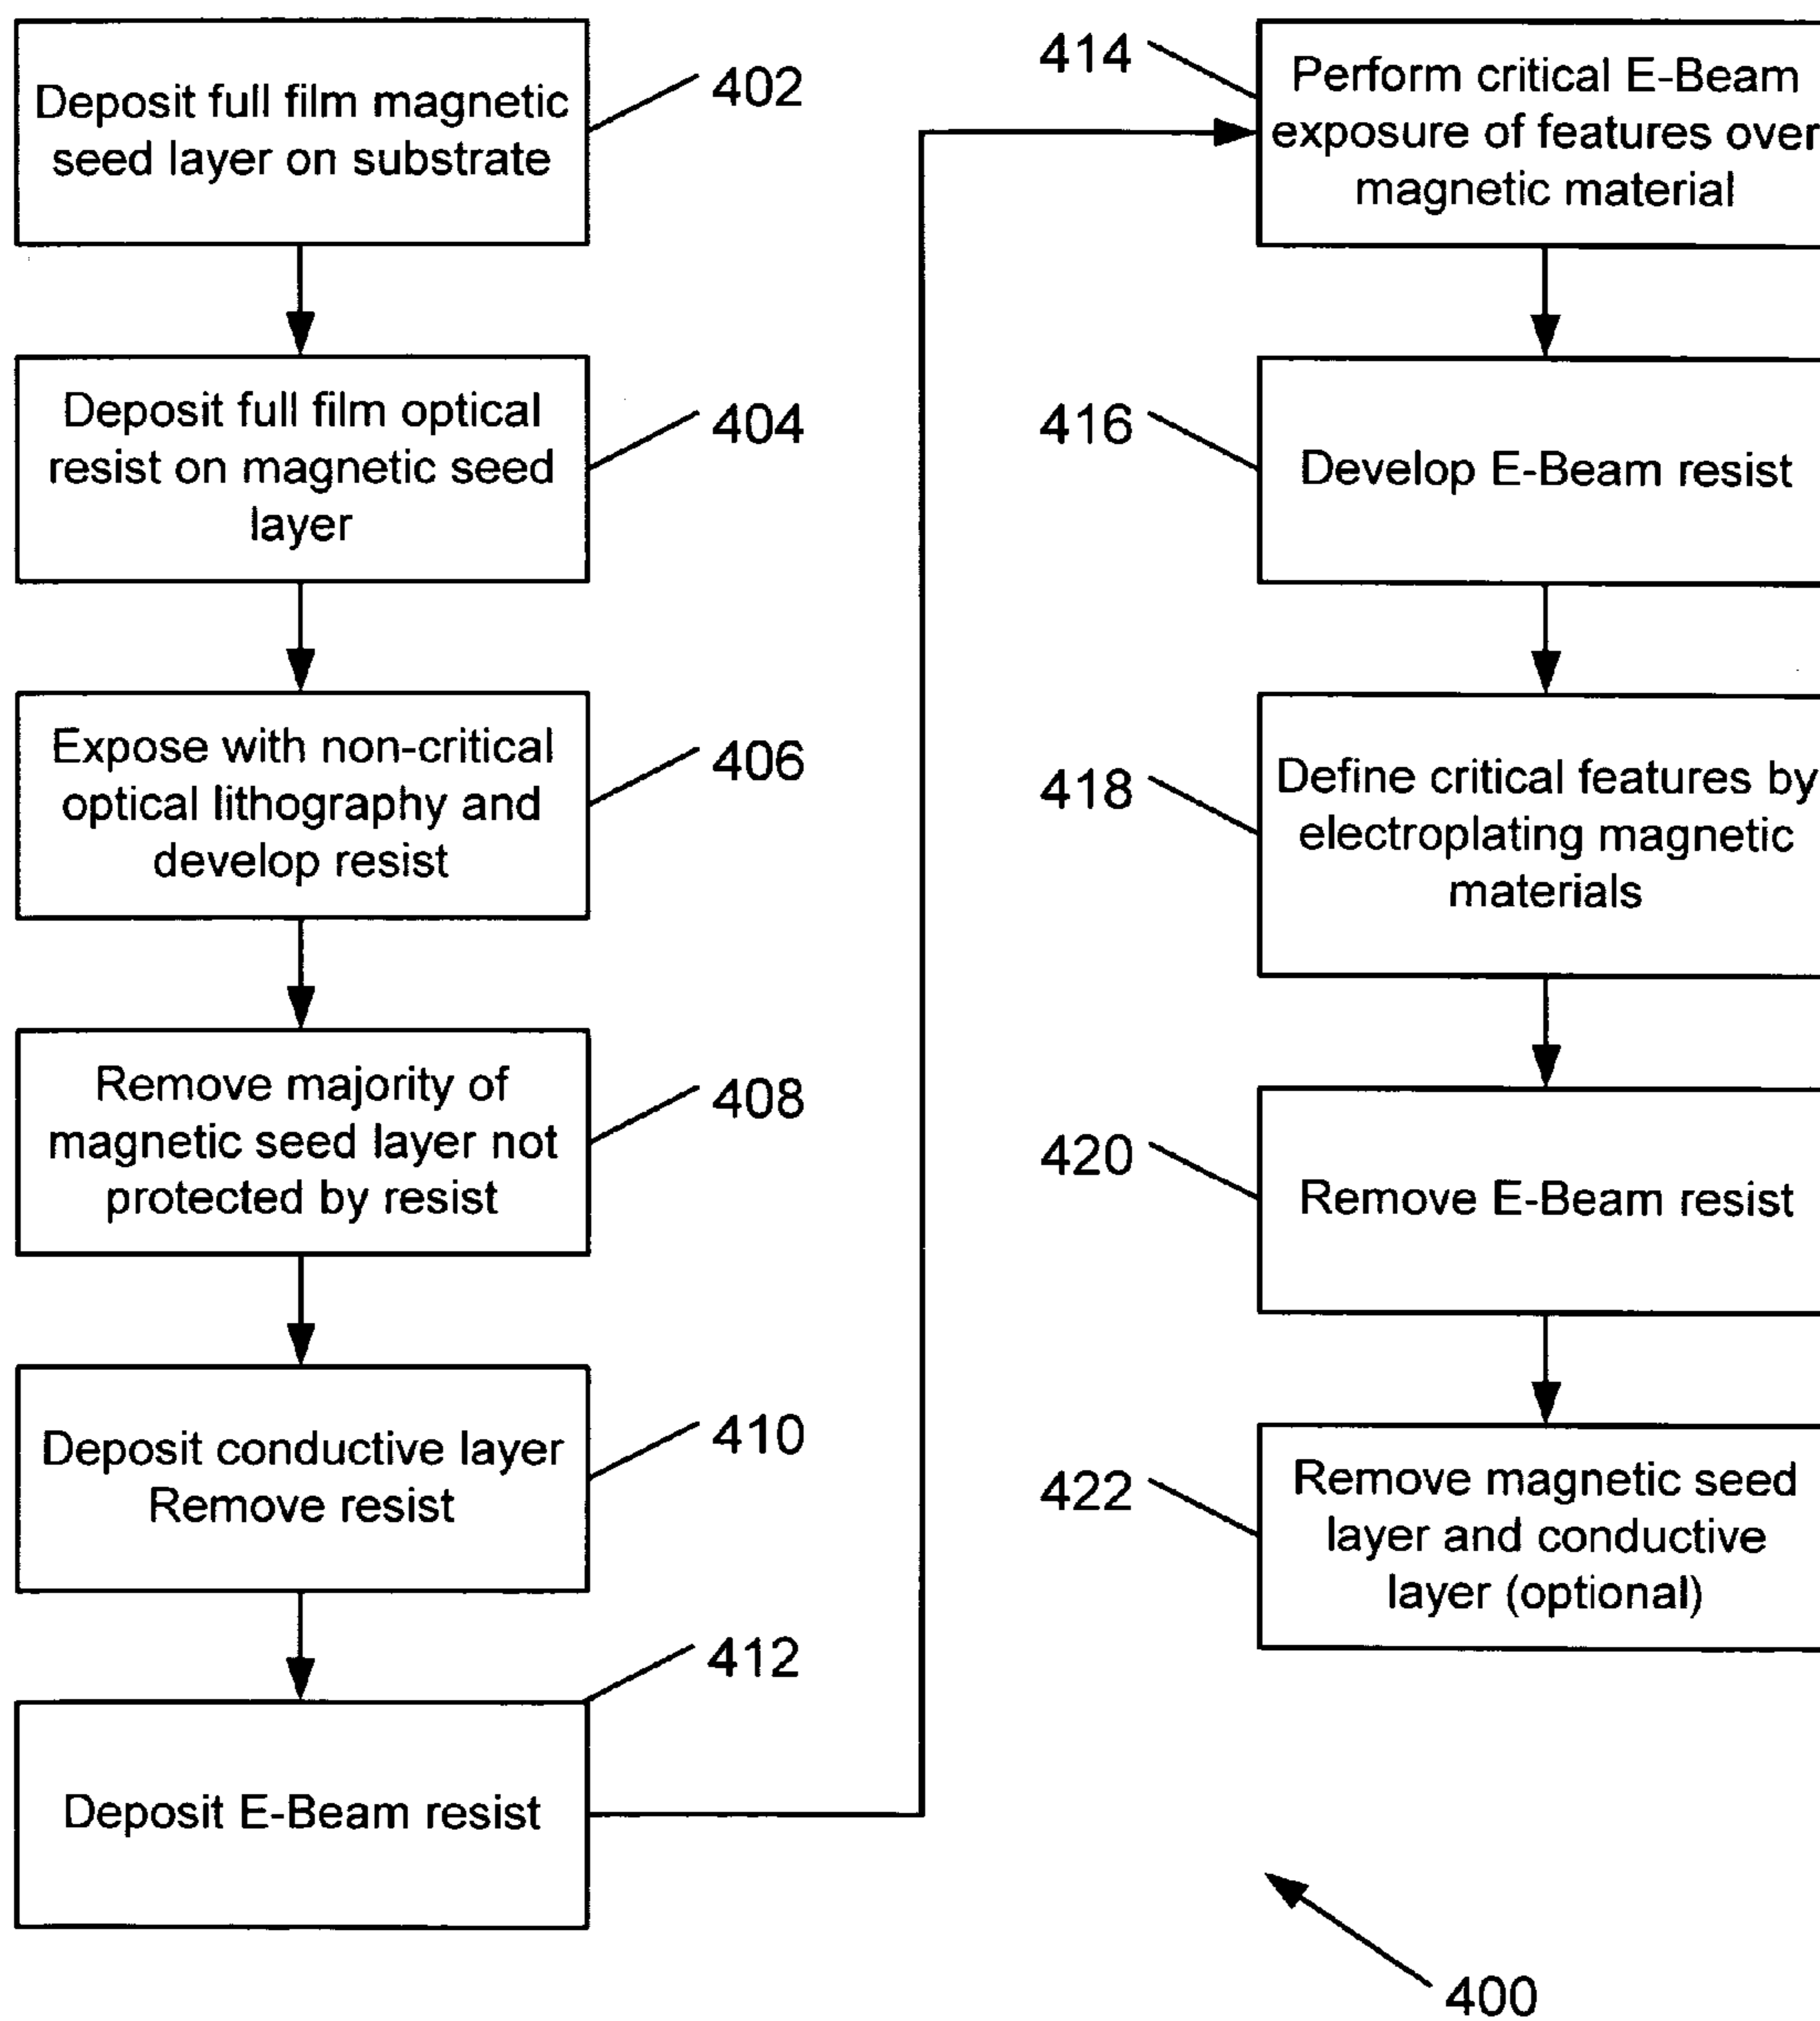 Deposit full film magnetic
seed layer on substrate
402
Deposit full film optical
resist on magnetic seed
layer
404
Expose with non-critical
optical lithography and
develop resist
406
Remove majority of
magnetic seed layer not
protected by resist
408
Deposit conductive layer
Remove resist
410
Deposit E-Beam resist
412
414
Perform critical E-Beam
exposure of features over
magnetic material
416
Develop E-Beam resist
418
Define critical features by
electroplating magnetic
materials
420
Remove E-Beam resist
422
Remove magnetic seed
layer and conductive
layer (optional)
400